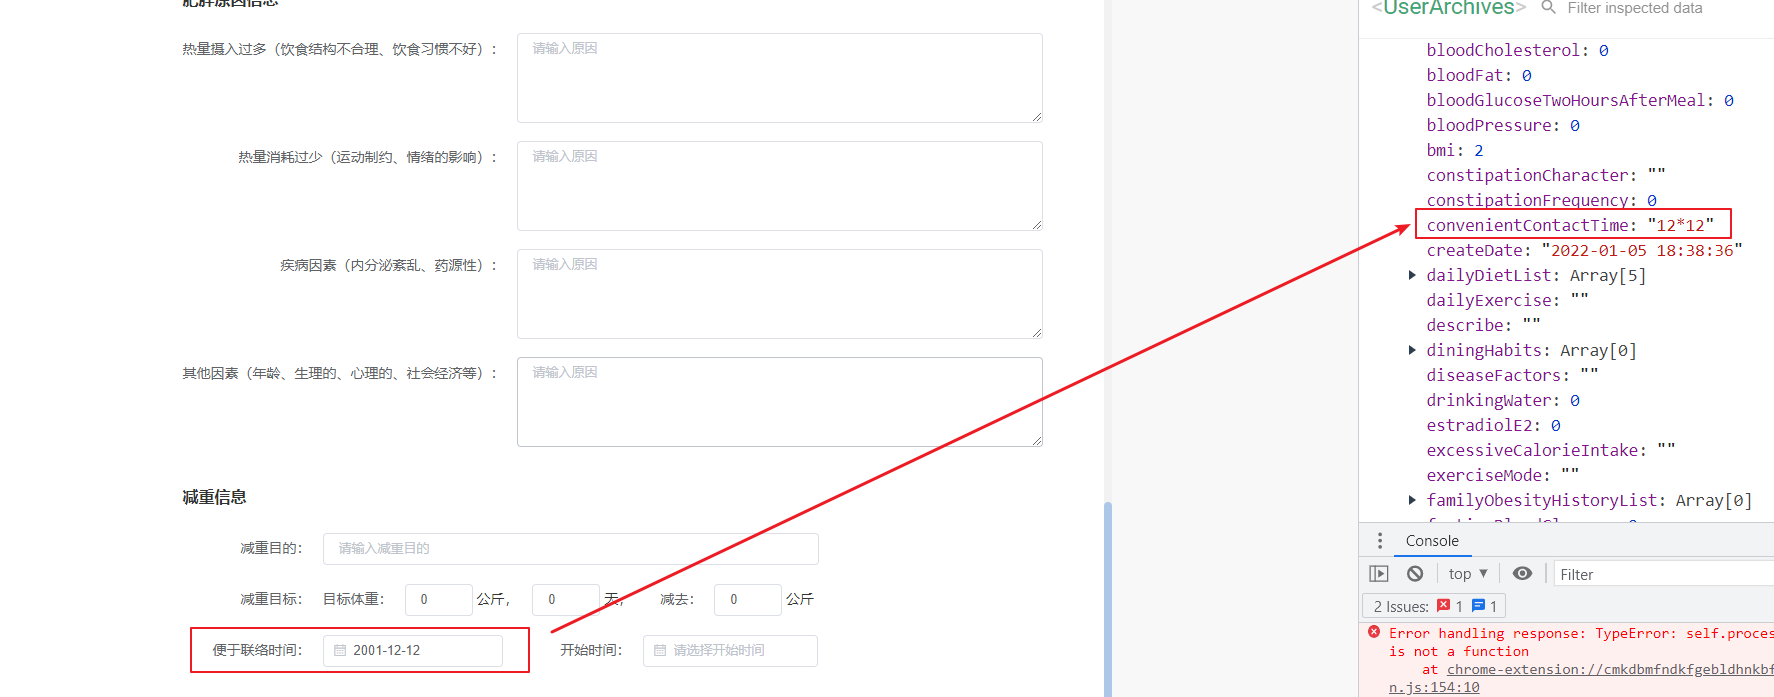 肥胖原因信息
热量摄入过多（饮食结构不合理、饮食习惯不好）：
请输入原因
热量消耗过少（运动制约、情绪的影响）：
请输入原因
疾病因素（内分泌紊乱、药源性）：
请输入原因
其他因素（年龄、生理的、心理的、社会经济等）：
请输入原因
减重信息
减重目的：
请输入减重目的
减重目标： 目标体重： 0 公斤， 0 天， 减去： 0 公斤
便于联络时间： 2001-12-12 开始时间： 请选择开始时间
<UserArchives> Filter inspected data
bloodCholesterol: 0
bloodFat: 0
bloodGlucoseTwoHoursAfterMeal: 0
bloodPressure: 0
bmi: 2
constipationCharacter: ""
constipationFrequency: 0
convenientContactTime: "12*12"
createDate: "2022-01-05 18:38:36"
dailyDietList: Array[5]
dailyExercise: ""
describe: ""
diningHabits: Array[0]
diseaseFactors: ""
drinkingWater: 0
estradiolE2: 0
excessiveCalorieIntake: ""
exerciseMode: ""
familyObesityHistoryList: Array[0]
Console
top Filter
2 Issues: 1 1
Error handling response: TypeError: self.proces
is not a function
at chrome-extension://cmkdbmfndkfgebldhnkbf
n.js:154:10